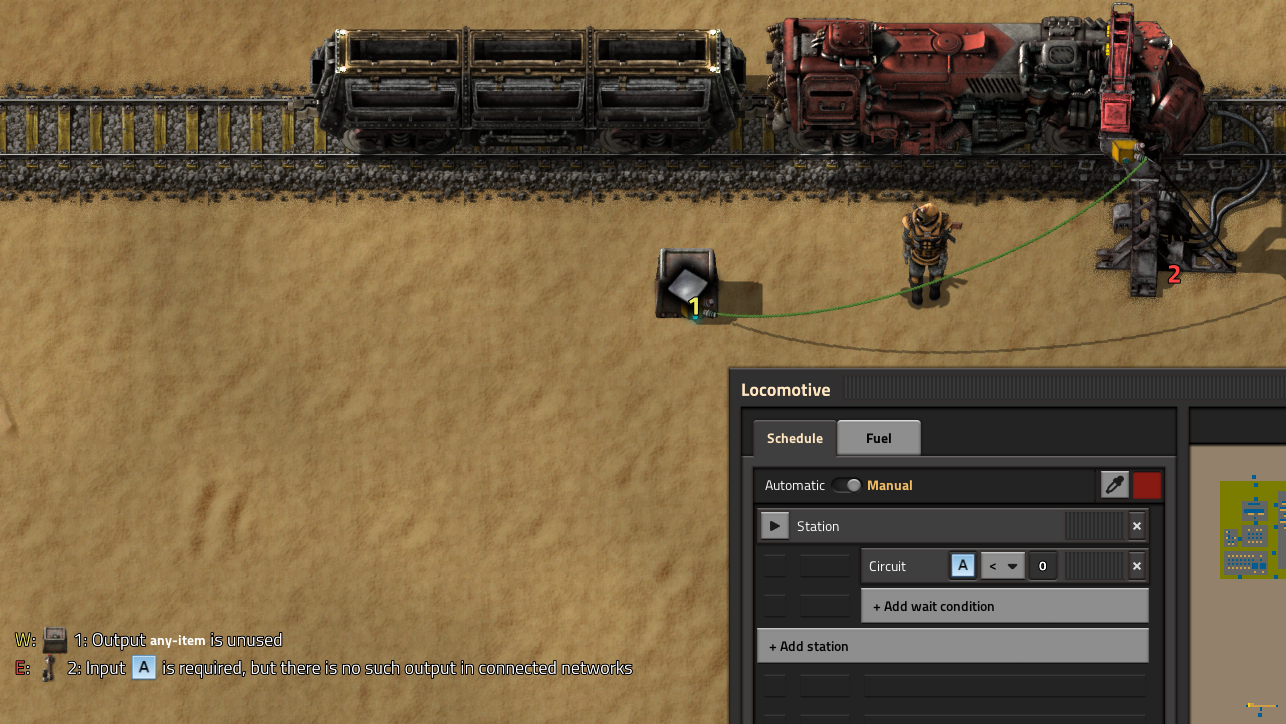 1
2
Locomotive
Schedule Fuel
Automatic Manual
Station
Circuit A < 0
+ Add wait condition
+ Add station
W: 1: Output any-item is unused
E: 2: Input A is required, but there is no such output in connected networks